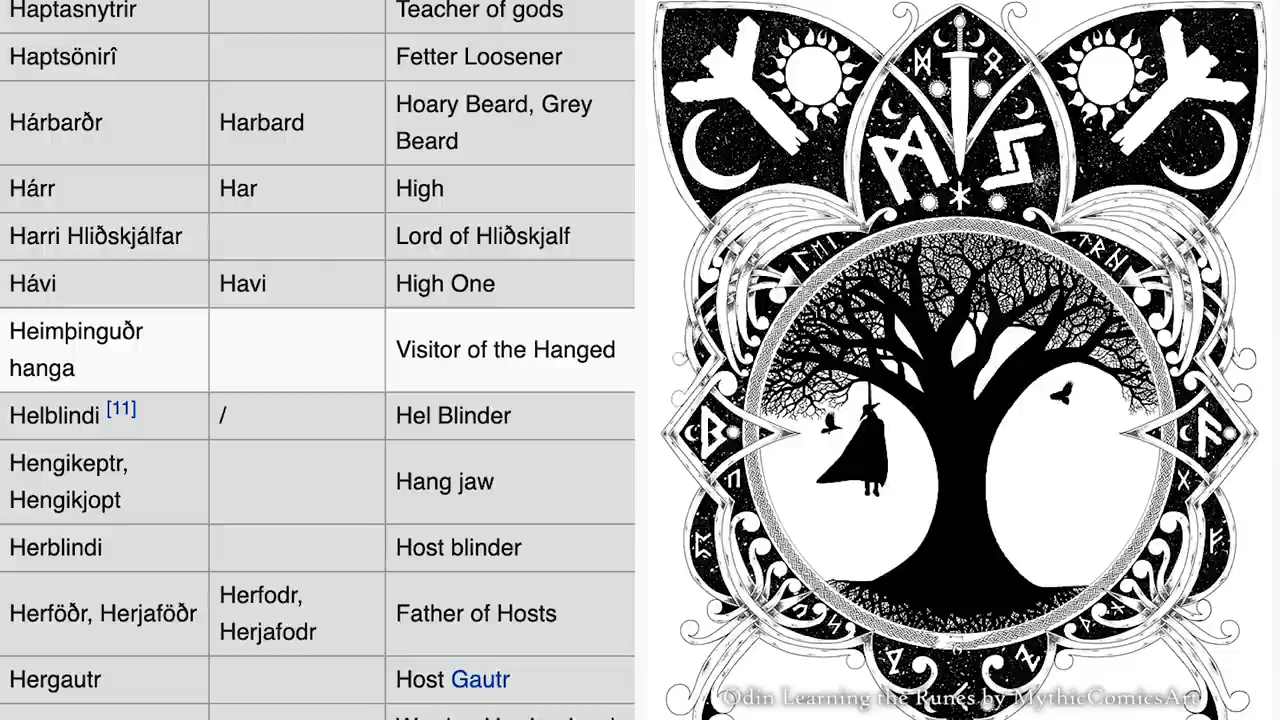 Haptasnytrir Teacher of gods
Haptsönirî Fetter Loosener
Hárbarðr Harbard Hoary Beard, Grey
Beard
Hárr Har High
Harri Hliðskjálfar Lord of Hliðskjalf
Hávi Havi High One
Heimþinguðr
hanga Visitor of the Hanged
Helblindi [11] / Hel Blinder
Hengikeptr,
Hengikjopt Hang jaw
Herblindi Host blinder
Herföðr, Herjaföðr Herfodr,
Herjafodr Father of Hosts
Hergautr Host Gautr
Odin Learning the Runes by MythicComicsArt